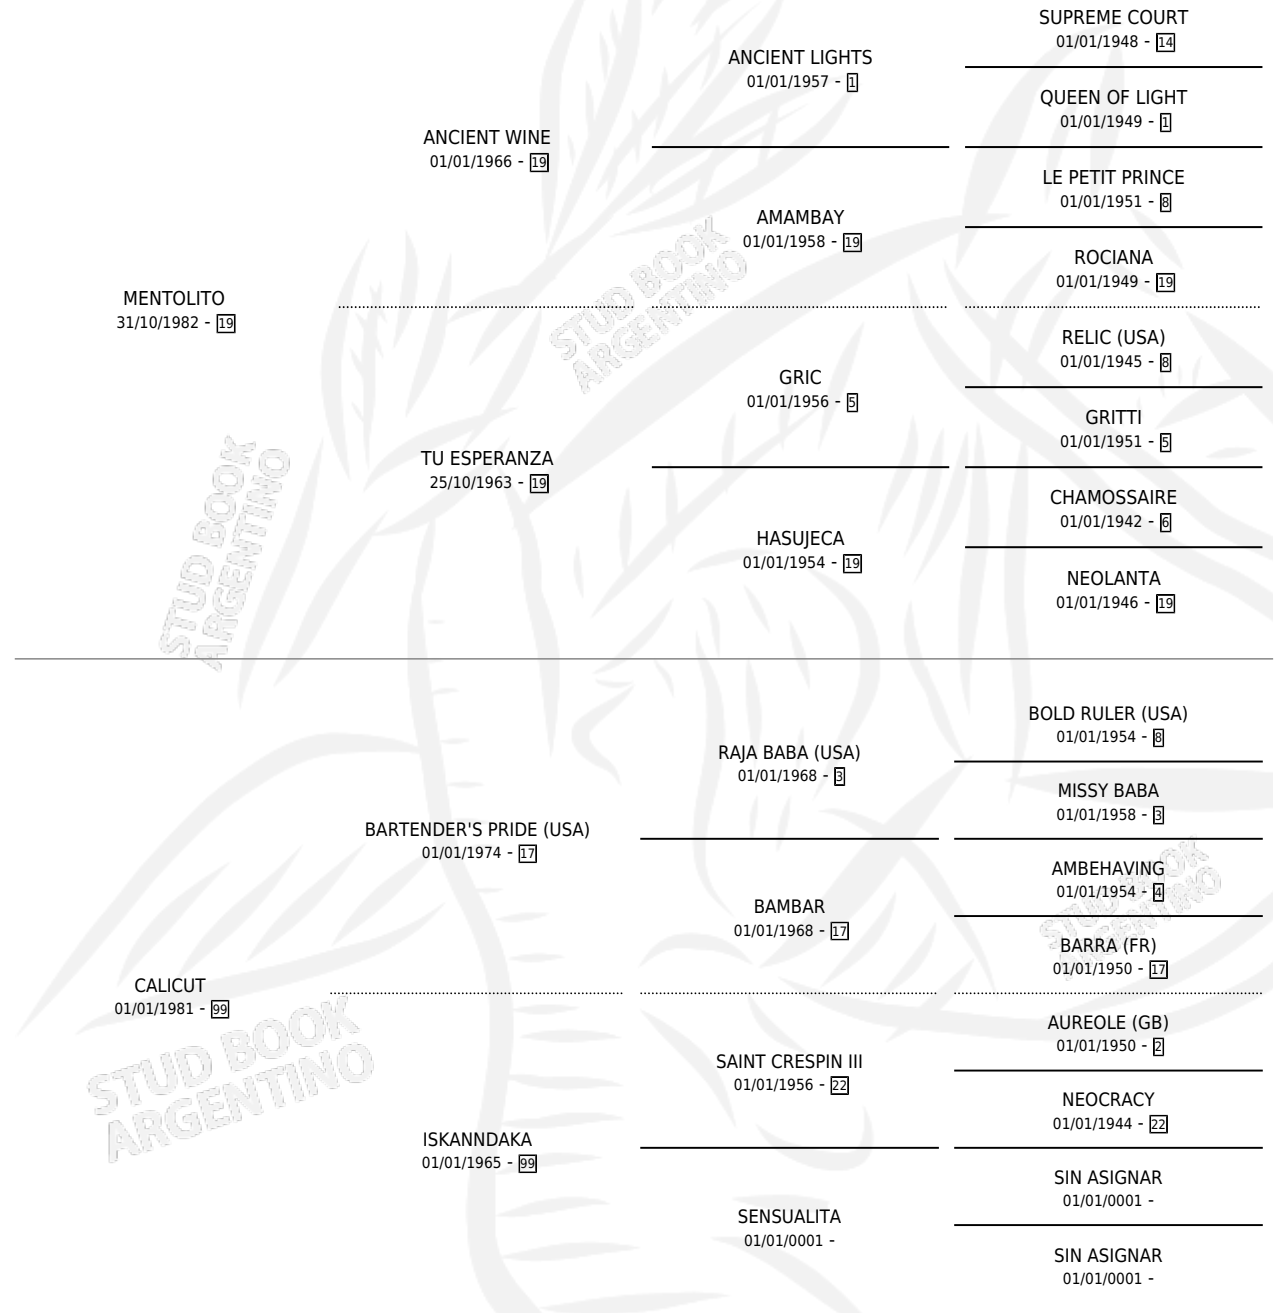 SUPREME COURT
01/01/1948 - 14
ANCIENT LIGHTS
01/01/1957 - 1
QUEEN OF LIGHT
01/01/1949 - 1
ANCIENT WINE
01/01/1966 - 19
LE PETIT PRINCE
01/01/1951 - 8
AMAMBAY
01/01/1958 - 19
ROCIANA
01/01/1949 - 19
MENTOLITO
31/10/1982 - 19
STUD BOOK
ARGENTINO
RELIC (USA)
01/01/1945 - 8
GRIC
01/01/1956 - 5
GRITTI
01/01/1951 - 5
TU ESPERANZA
25/10/1963 - 19
CHAMOSSAIRE
01/01/1942 - 6
HASUJECA
01/01/1954 - 19
NEOLANTA
01/01/1946 - 19
STUD BOOK
ARGENTINO
BOLD RULER (USA)
01/01/1954 - 8
RAJA BABA (USA)
01/01/1968 - 3
MISSY BABA
01/01/1958 - 3
BARTENDER'S PRIDE (USA)
01/01/1974 - 17
AMBEHAVING
01/01/1954 - 4
BAMBAR
01/01/1968 - 17
STUD BOOK
ARGENTINO
BARRA (FR)
01/01/1950 - 17
CALICUT
01/01/1981 - 99
STUD BOOK
ARGENTINO
AUREOLE (GB)
01/01/1950 - 2
SAINT CRESPIN III
01/01/1956 - 22
NEOCRACY
01/01/1944 - 22
ISKANNDAKA
01/01/1965 - 99
SIN ASIGNAR
01/01/0001 -
SENSUALITA
01/01/0001 -
SIN ASIGNAR
01/01/0001 -